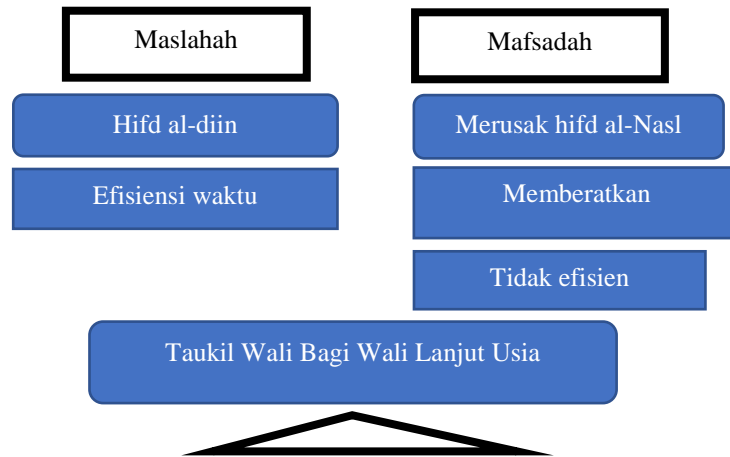 Maslahah
Mafsadah
Hifd al-diin
Merusak hifd al-Nasl
Efisiensi waktu
Memberatkan
Tidak efisien
Taukil Wali Bagi Wali Lanjut Usia